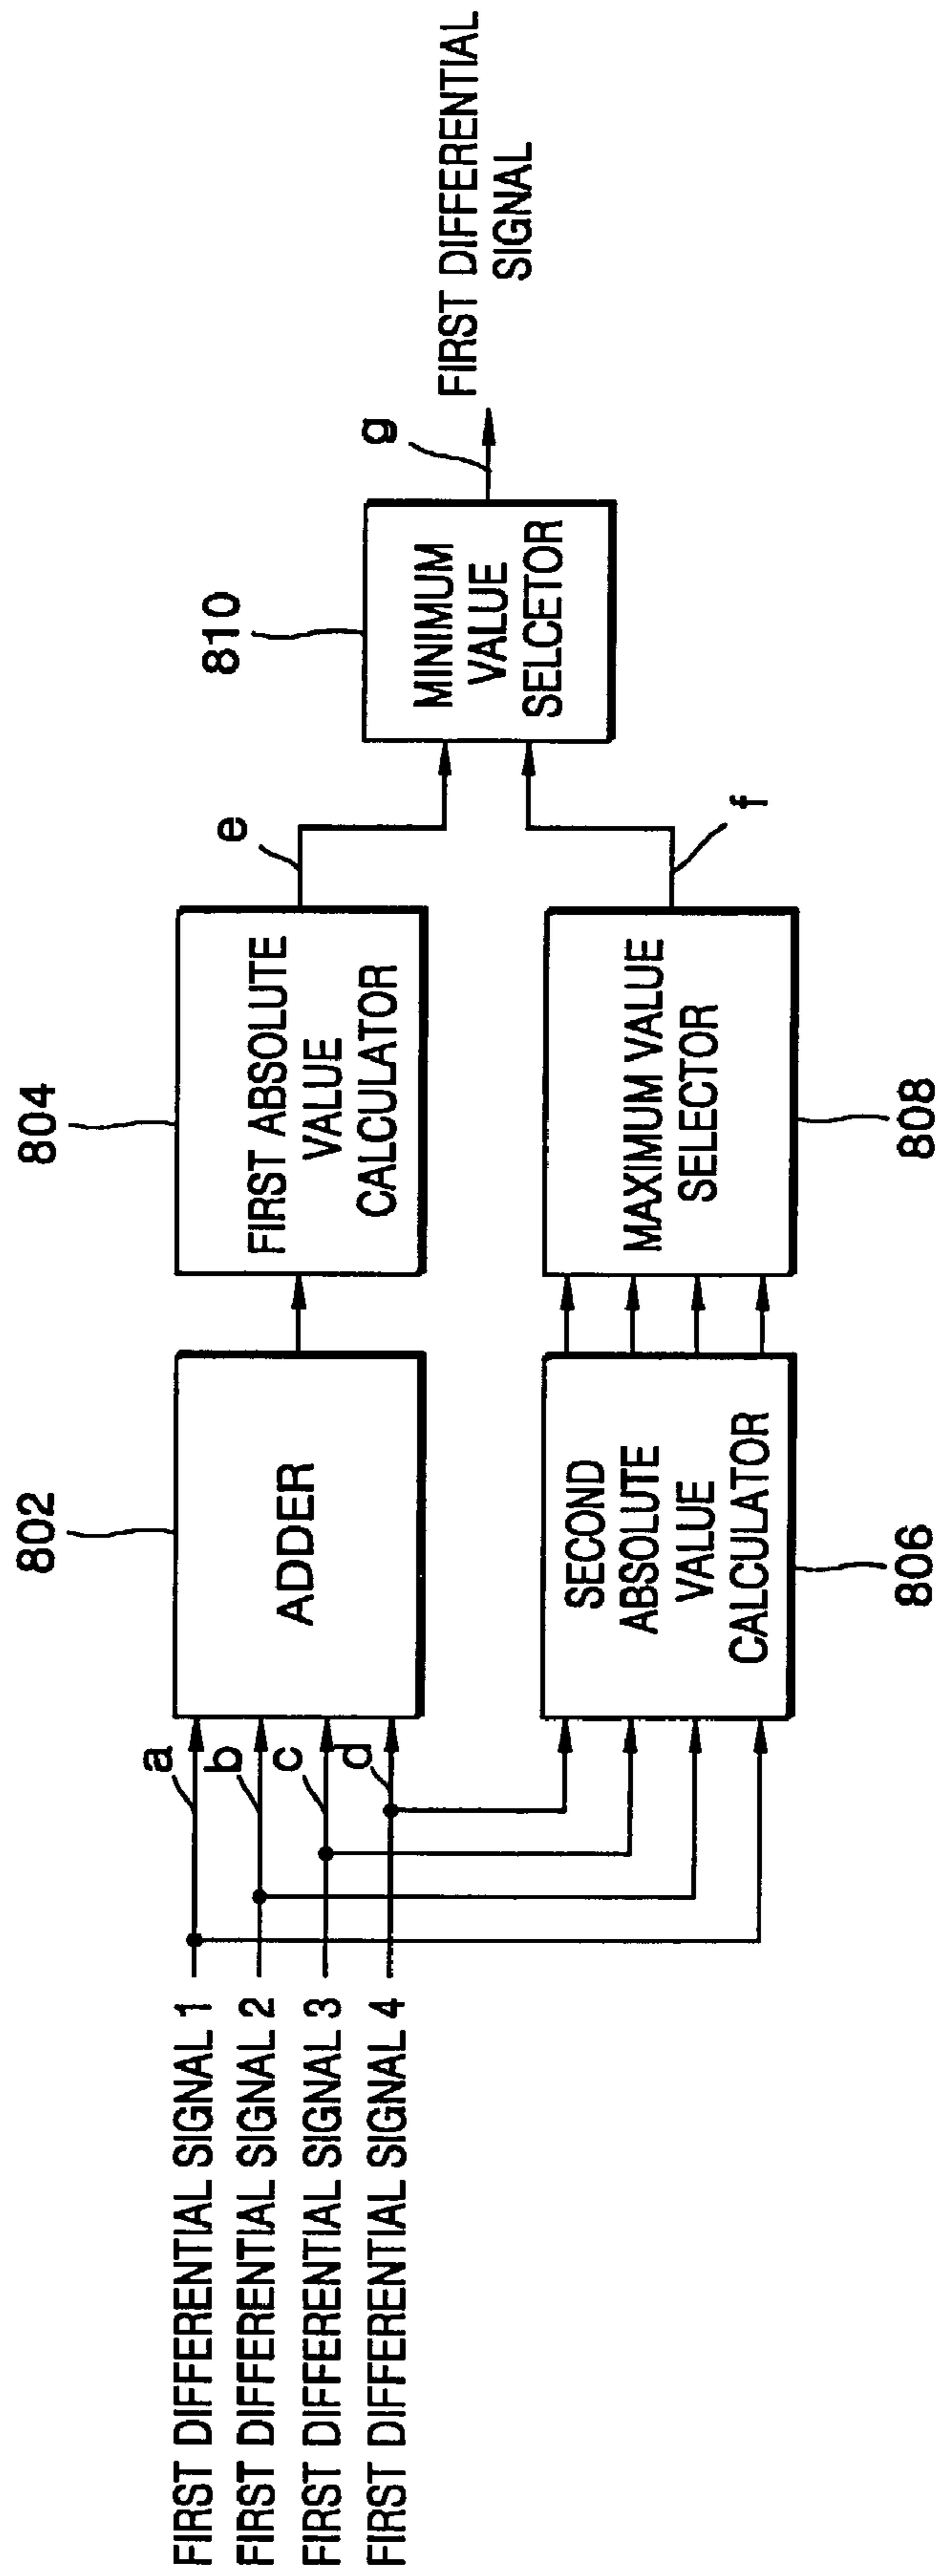 FIRST DIFFERENTIAL SIGNAL 1
FIRST DIFFERENTIAL SIGNAL 2
FIRST DIFFERENTIAL SIGNAL 3
FIRST DIFFERENTIAL SIGNAL 4
a
b
c
d
802
ADDER
804
FIRST ABSOLUTE
VALUE
CALCULATOR
e
SECOND
ABSOLUTE
VALUE
CALCULATOR
806
MAXIMUM VALUE
SELECTOR
808
f
810
MINIMUM
VALUE
SELCETOR
g
FIRST DIFFERENTIAL
SIGNAL